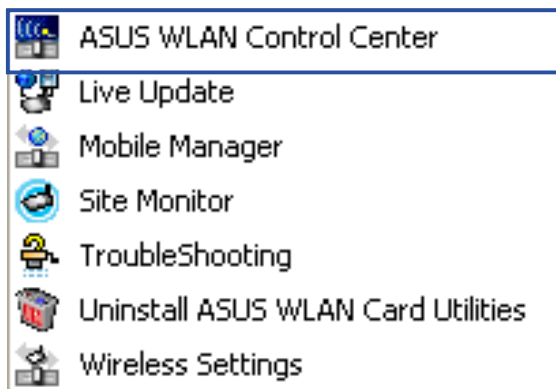 ASUS WLAN Control Center
Live Update
Mobile Manager
Site Monitor
TroubleShooting
Uninstall ASUS WLAN Card Utilities
Wireless Settings